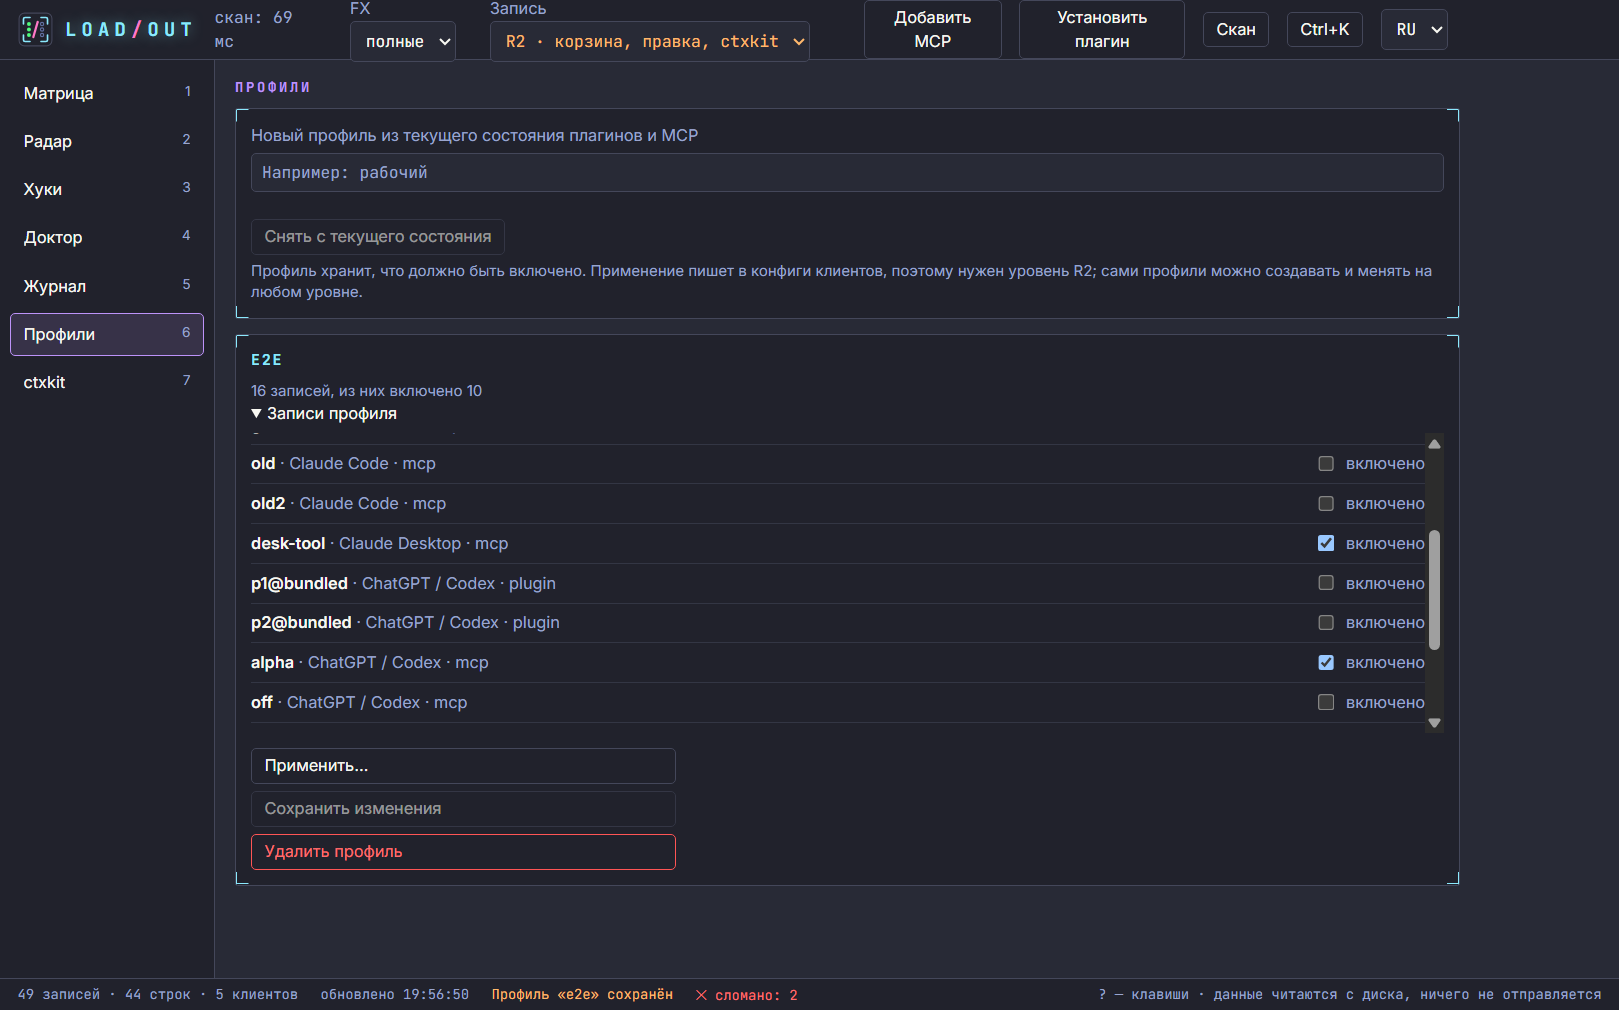 LOAD/OUT
скан: 69 мс
FX
полные
Запись
R2 · корзина, правка, ctxkit
Добавить МСР
Установить плагин
Скан
Ctrl+K
RU
Матрица 1
Радар 2
Хуки 3
Доктор 4
Журнал 5
Профили 6
ctxkit 7
ПРОФИЛИ
Новый профиль из текущего состояния плагинов и MCP
Например: рабочий
Снять с текущего состояния
Профиль хранит, что должно быть включено. Применение пишет в конфиги клиентов, поэтому нужен уровень R2; сами профили можно создавать и менять на
любом уровне.
E2E
16 записей, из них включено 10
▼ Записи профиля
old · Claude Code · mcp включено
old2 · Claude Code · mcp включено
desk-tool · Claude Desktop · mcp включено
p1@bundled · ChatGPT / Codex · plugin включено
p2@bundled · ChatGPT / Codex · plugin включено
alpha · ChatGPT / Codex · mcp включено
off · ChatGPT / Codex · mcp включено
Применить...
Сохранить изменения
Удалить профиль
49 записей · 44 строк · 5 клиентов обновлено 19:56:50 Профиль «e2e» сохранён × сломано: 2 ? — клавиши · данные читаются с диска, ничего не отправляется